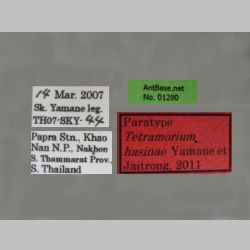 14 Mar. 2007
Sk. Yamane leg.
TH07-SKY-44
Papra Stn., Khao
Nan N.P., Nakhon
S. Thammarat Prov.,
S. Thailand
AntBase.net
No. 01280
Paratype
Tetramorium
hasinae Yamane et
Jaitrong, 2011